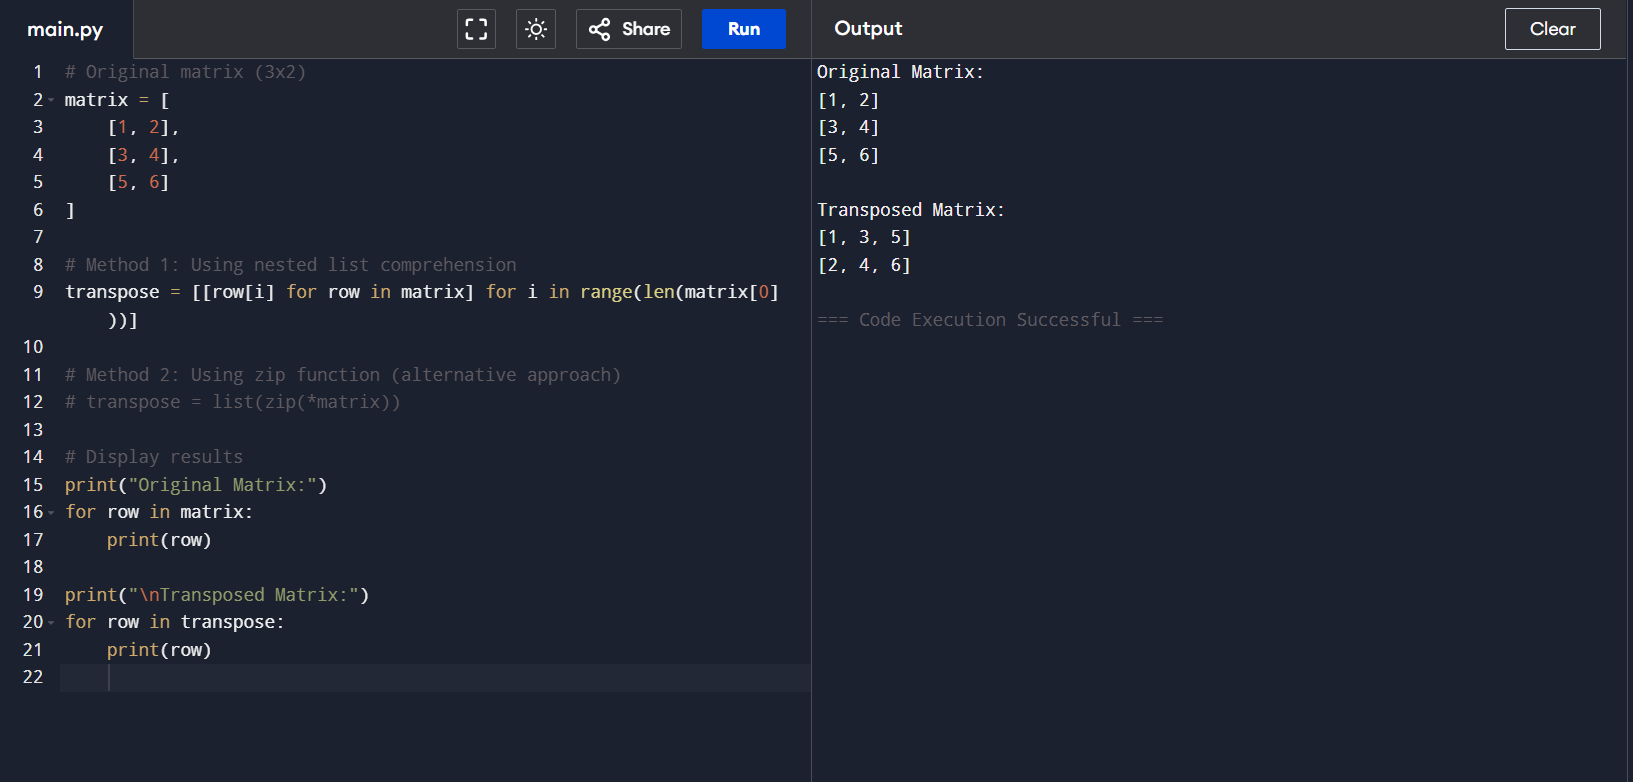 main.py
Share
Run
Output
Clear
1 # Original matrix (3x2)
2 matrix = [
3     [1, 2],
4     [3, 4],
5     [5, 6]
6 ]
7
8 # Method 1: Using nested list comprehension
9 transpose = [[row[i] for row in matrix] for i in range(len(matrix[0]
    ))]
10
11 # Method 2: Using zip function (alternative approach)
12 # transpose = list(zip(*matrix))
13
14 # Display results
15 print("Original Matrix:")
16 for row in matrix:
17     print(row)
18
19 print("\nTransposed Matrix:")
20 for row in transpose:
21     print(row)
22
Original Matrix:
[1, 2]
[3, 4]
[5, 6]

Transposed Matrix:
[1, 3, 5]
[2, 4, 6]

=== Code Execution Successful ===